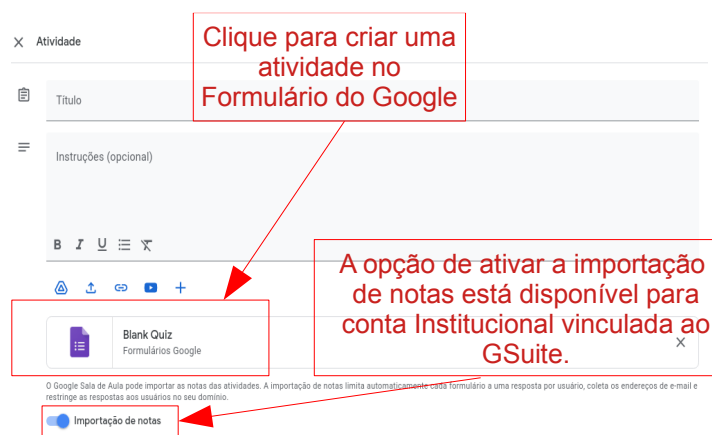 Atividade
Clique para criar uma
atividade no
Formulário do Google
Título
Instruções (opcional)
B I U
A opção de ativar a importação
de notas está disponível para
conta Institucional vinculada ao
GSuite.
Blank Quiz
Formulários Google
O Google Sala de Aula pode importar as notas das atividades. A importação de notas limita automaticamente cada formulário a uma resposta por usuário, coleta os endereços de e-mail e
restringe as respostas aos usuários no seu domínio.
Importação de notas